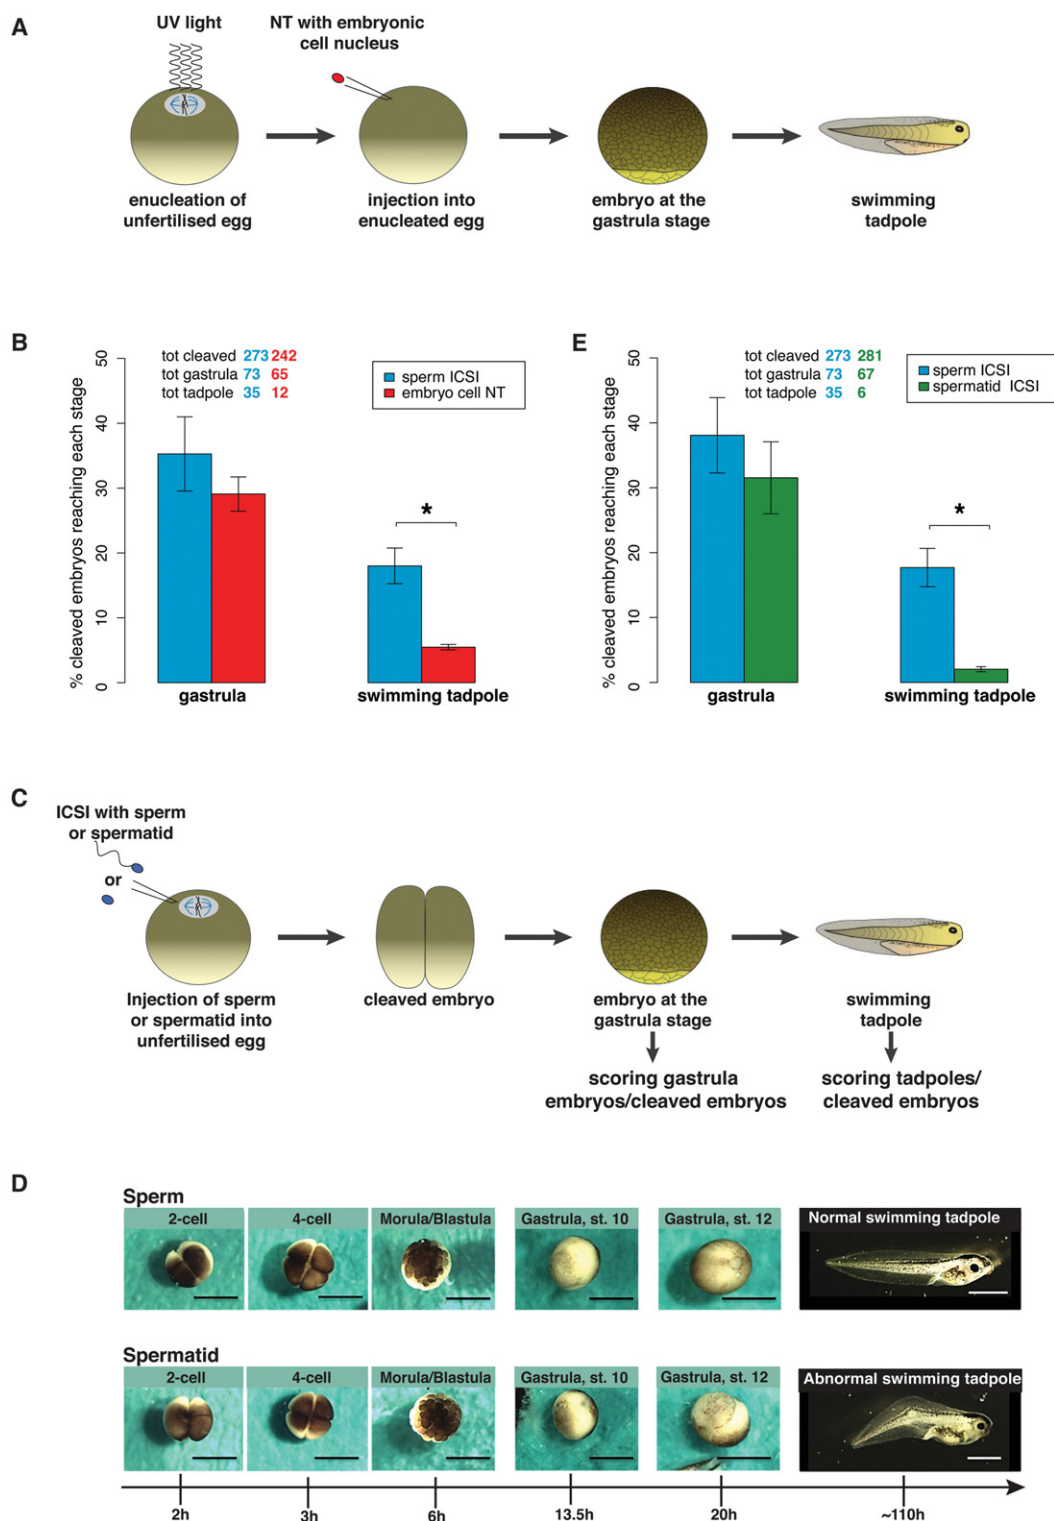 A
UV light
NT with embryonic
cell nucleus
enucleation of
unfertilised egg
injection into
enucleated egg
embryo at the
gastrula stage
swimming
tadpole
B
% cleaved embryos reaching each stage
0
10
20
30
40
50
tot cleaved 273 242
tot gastrula 73 65
tot tadpole 35 12
sperm ICSI
embryo cell NT
*
gastrula
swimming tadpole
E
% cleaved embryos reaching each stage
0
10
20
30
40
50
tot cleaved 273 281
tot gastrula 73 67
tot tadpole 35 6
sperm ICSI
spermatid ICSI
*
gastrula
swimming tadpole
C
ICSI with sperm
or spermatid
or
Injection of sperm
or spermatid into
unfertilised egg
cleaved embryo
embryo at the
gastrula stage
swimming
tadpole
scoring gastrula
embryos/cleaved embryos
scoring tadpoles/
cleaved embryos
D
Sperm
2-cell
4-cell
Morula/Blastula
Gastrula, st. 10
Gastrula, st. 12
Normal swimming tadpole
Spermatid
2-cell
4-cell
Morula/Blastula
Gastrula, st. 10
Gastrula, st. 12
Abnormal swimming tadpole
2h
3h
6h
13.5h
20h
~110h